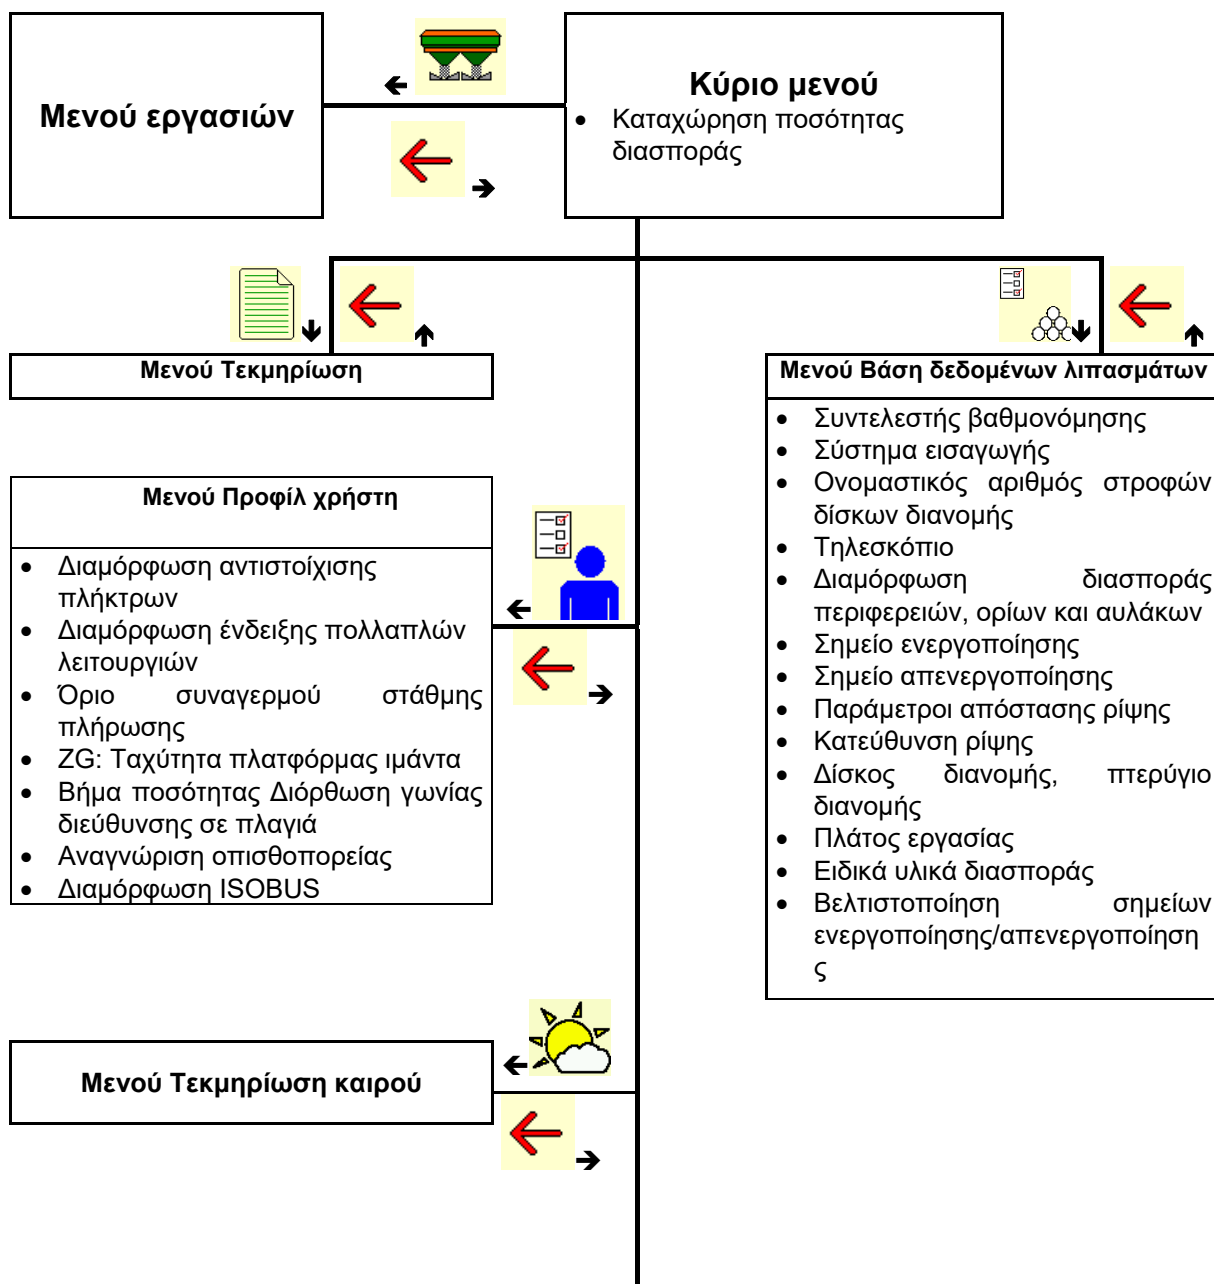 Μενού εργασιών
Κύριο μενού
• Καταχώρηση ποσότητας
διασποράς
Μενού Τεκμηρίωση
Μενού Βάση δεδομένων λιπασμάτων
• Συντελεστής βαθμονόμησης
• Σύστημα εισαγωγής
• Ονομαστικός αριθμός στροφών
δίσκων διανομής
• Τηλεσκόπιο
• Διαμόρφωση διασποράς
περιφερειών, ορίων και αυλάκων
• Σημείο ενεργοποίησης
• Σημείο απενεργοποίησης
• Παράμετροι απόστασης ρίψης
• Κατεύθυνση ρίψης
• Δίσκος διανομής, πτερύγιο
διανομής
• Πλάτος εργασίας
• Ειδικά υλικά διασποράς
• Βελτιστοποίηση σημείων
ενεργοποίησης/απενεργοποίηση
ς
Μενού Προφίλ χρήστη
• Διαμόρφωση αντιστοίχισης
πλήκτρων
• Διαμόρφωση ένδειξης πολλαπλών
λειτουργιών
• Όριο συναγερμού στάθμης
πλήρωσης
• ZG: Ταχύτητα πλατφόρμας ιμάντα
• Βήμα ποσότητας Διόρθωση γωνίας
διεύθυνσης σε πλαγιά
• Αναγνώριση οπισθοπορείας
• Διαμόρφωση ISOBUS
Μενού Τεκμηρίωση καιρού